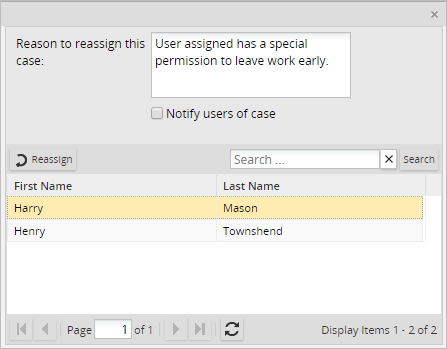 Reason to reassign this case:
User assigned has a special
permission to leave work early.
Notify users of case
Reassign
Search ...
Search
First Name Last Name
Harry Mason
Henry Townshend
Page 1 of 1
Display Items 1 - 2 of 2